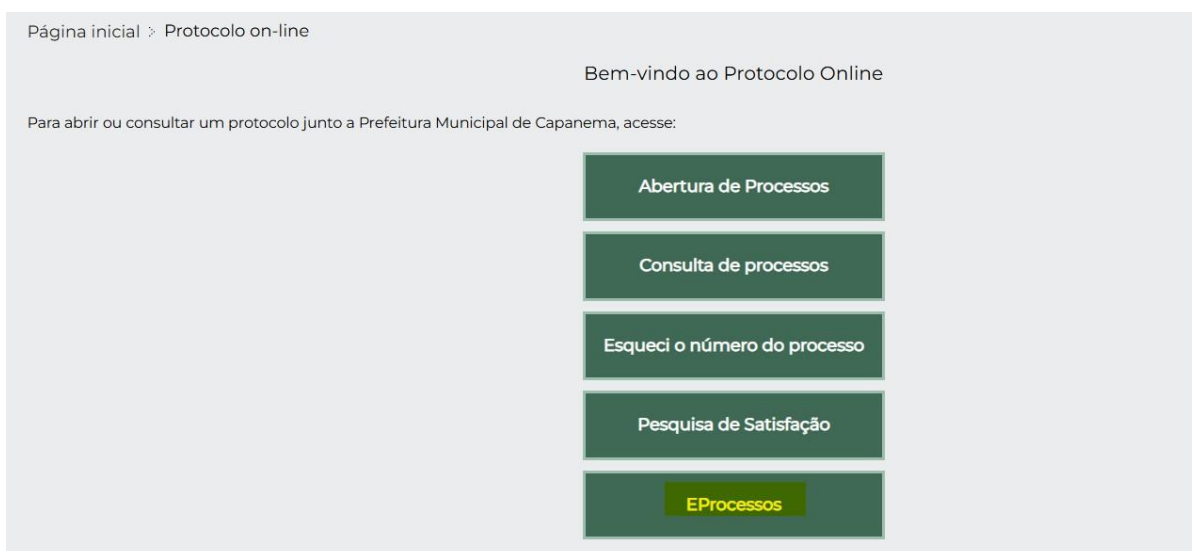 Página inicial > Protocolo on-line
Bem-vindo ao Protocolo Online
Para abrir ou consultar um protocolo junto a Prefeitura Municipal de Capanema, acesse:
Abertura de Processos
Consulta de processos
Esqueci o número do processo
Pesquisa de Satisfação
EProcessos